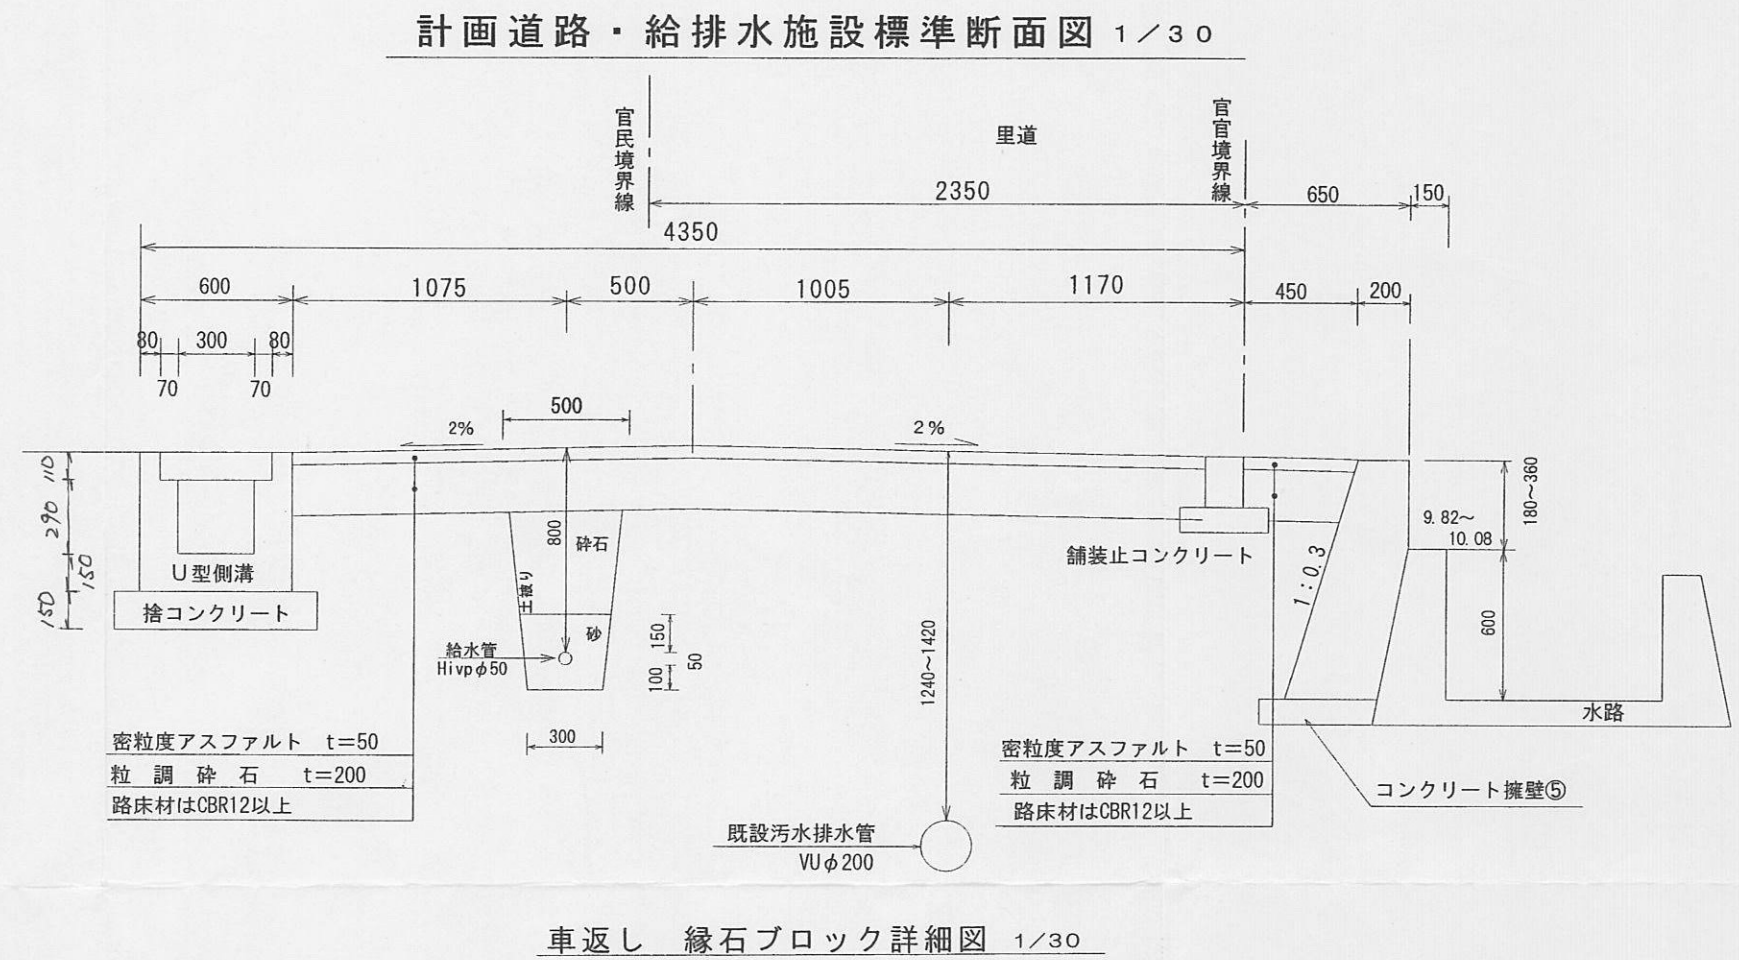 計画道路・給排水施設標準断面図 1/30
官民境界線
里道
官官境界線
2350
650
150
4350
600
1075
500
1005
1170
450
200
80
300
80
70
70
500
2%
2%
110
290
150
150
U型側溝
捨コンクリート
800
砕石
土被り
砂
150
50
100
給水管
Hivpφ50
300
1240~1420
舗装止コンクリート
1:0.3
9.82~
10.08
180~360
600
水路
密粒度アスファルト t=50
粒調砕石 t=200
路床材はCBR12以上
密粒度アスファルト t=50
粒調砕石 t=200
路床材はCBR12以上
コンクリート擁壁⑤
既設汚水排水管
VUφ200
車返し 縁石ブロック詳細図 1/30